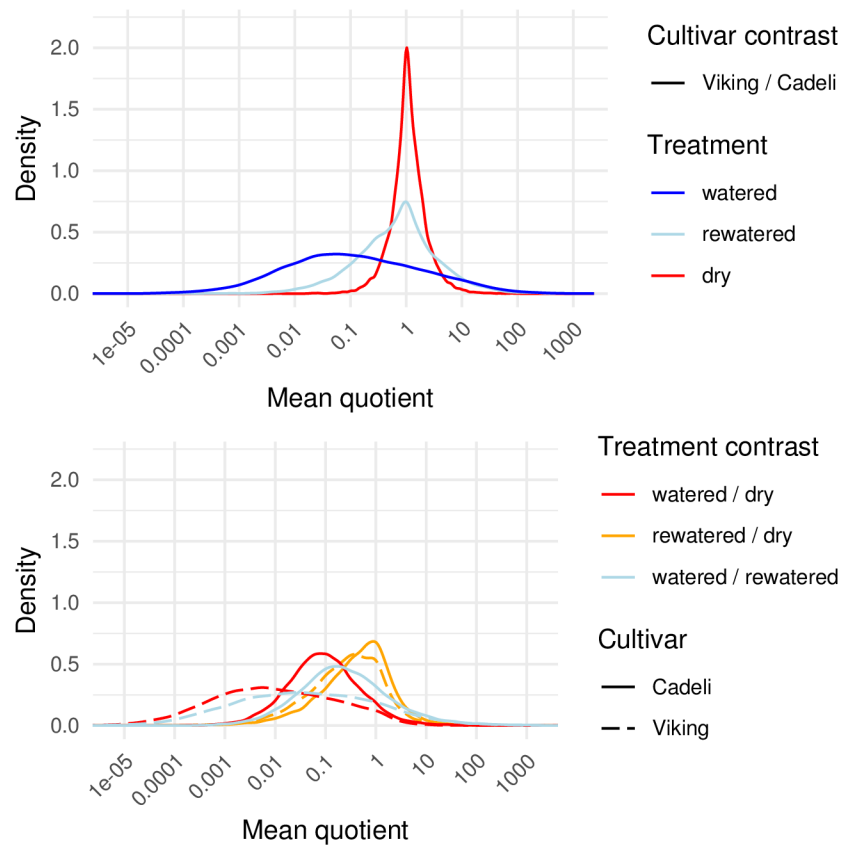 Cultivar contrast
Viking / Cadeli
Treatment
watered
rewatered
dry
Density
2.0
1.5
1.0
0.5
0.0
1e-05
0.0001
0.001
0.01
0.1
1
10
100
1000
Mean quotient
Treatment contrast
watered / dry
rewatered / dry
watered / rewatered
Cultivar
Cadeli
Viking
Density
2.0
1.5
1.0
0.5
0.0
1e-05
0.0001
0.001
0.01
0.1
1
10
100
1000
Mean quotient